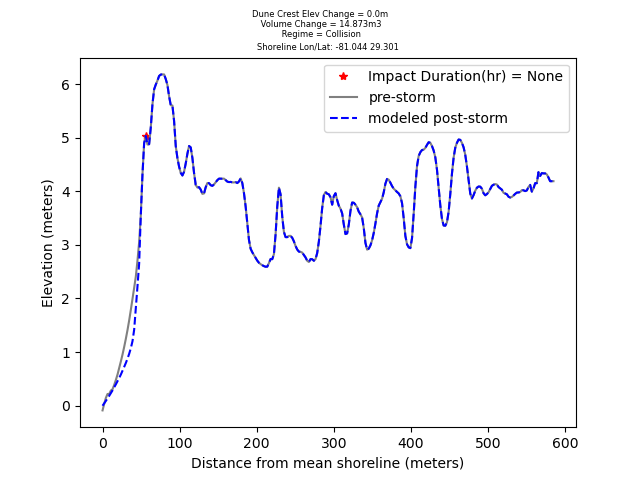 Dune Crest Elev Change = 0.0m
Volume Change = 14.873m3
Regime = Collision
Shoreline Lon/Lat: -81.044 29.301
Impact Duration(hr) = None
pre-storm
modeled post-storm
Elevation (meters)
6
5
4
3
2
1
0
0 100 200 300 400 500 600
Distance from mean shoreline (meters)